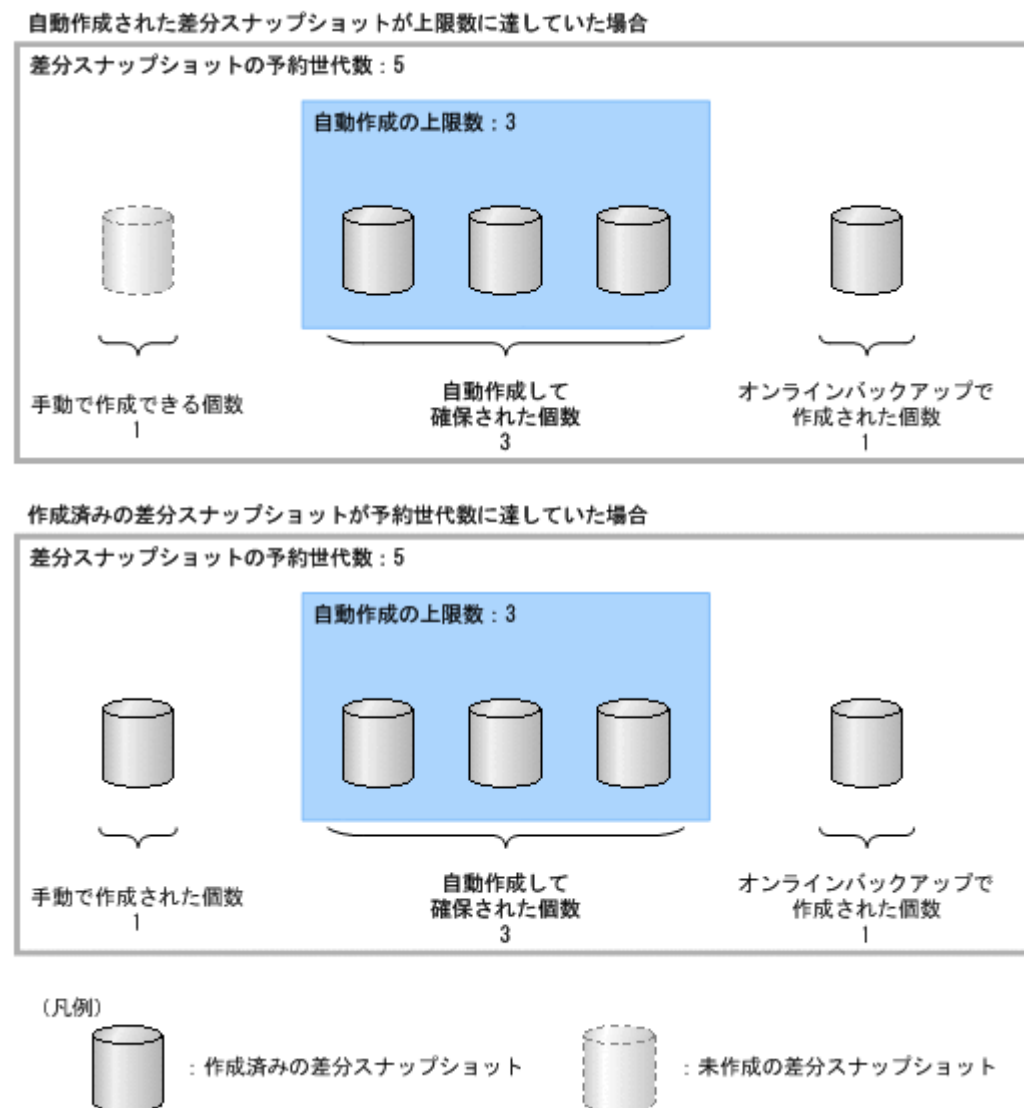 自動作成された差分スナップショットが上限数に達していた場合
差分スナップショットの予約世代数：5
自動作成の上限数：3
手動で作成できる個数
1
自動作成して
確保された個数
3
オンラインバックアップで
作成された個数
1
作成済みの差分スナップショットが予約世代数に達していた場合
差分スナップショットの予約世代数：5
自動作成の上限数：3
手動で作成された個数
1
自動作成して
確保された個数
3
オンラインバックアップで
作成された個数
1
（凡例）
：作成済みの差分スナップショット
：未作成の差分スナップショット